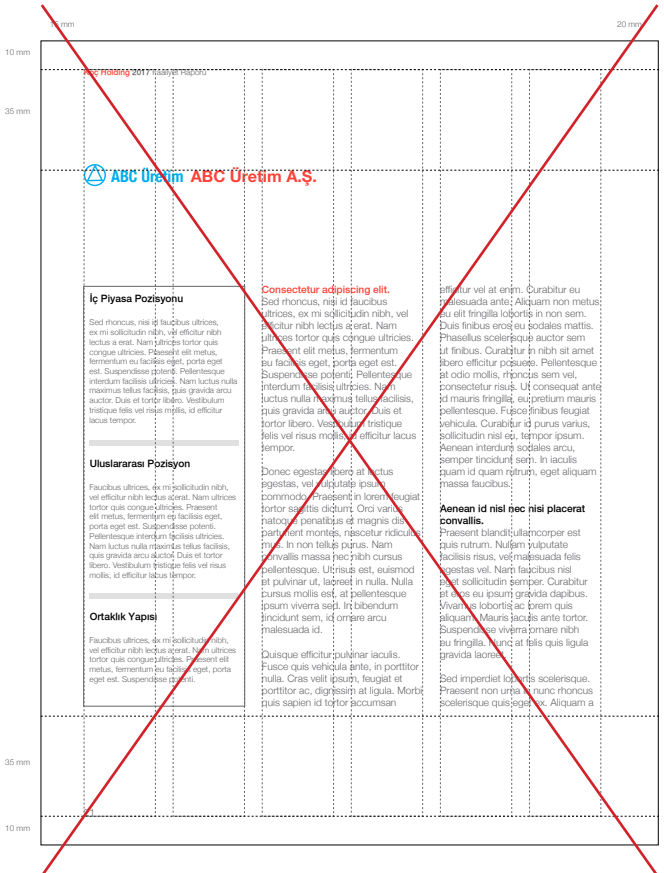 15 mm
20 mm
10 mm
Koç Holding 2017 Faaliyet Raporu
35 mm
ABC Üretim ABC Üretim A.Ş.
İç Piyasa Pozisyonu
Sed rhoncus, nisi id faucibus ultrices,
ex mi sollicitudin nibh, vel efficitur nibh
lectus a erat. Nam ultrices tortor quis
congue ultricies. Praesent elit metus,
fermentum eu facilisis eget, porta eget
est. Suspendisse potenti. Pellentesque
interdum facilisis ultricies. Nam luctus nulla
maximus tellus facilisis, quis gravida arcu
auctor. Duis et tortor libero. Vestibulum
tristique felis vel risus mollis, id efficitur
lacus tempor.
Uluslararası Pozisyon
Faucibus ultrices, ex mi sollicitudin nibh,
vel efficitur nibh lectus a erat. Nam ultrices
tortor quis congue ultricies. Praesent
elit metus, fermentum eu facilisis eget,
porta eget est. Suspendisse potenti.
Pellentesque interdum facilisis ultricies.
Nam luctus nulla maximus tellus facilisis,
quis gravida arcu auctor. Duis et tortor
libero. Vestibulum tristique felis vel risus
mollis, id efficitur lacus tempor.
Ortaklık Yapısı
Faucibus ultrices, ex mi sollicitudin nibh,
vel efficitur nibh lectus a erat. Nam ultrices
tortor quis congue ultricies. Praesent elit
metus, fermentum eu facilisis eget, porta
eget est. Suspendisse potenti.
Consectetur adipiscing elit.
Sed rhoncus, nisi id faucibus
ultrices, ex mi sollicitudin nibh, vel
efficitur nibh lectus a erat. Nam
ultrices tortor quis congue ultricies.
Praesent elit metus, fermentum
eu facilisis eget, porta eget est.
Suspendisse potenti. Pellentesque
interdum facilisis ultricies. Nam
luctus nulla maximus tellus facilisis,
quis gravida arcu auctor. Duis et
tortor libero. Vestibulum tristique
felis vel risus mollis, id efficitur lacus
tempor.
Donec egestas libero at lectus
egestas, vel vulputate ipsum
commodo. Praesent in lorem feugiat
tortor sagittis dictum. Orci varius
natoque penatibus et magnis dis
parturient montes, nascetur ridiculus
mus. In non tellus purus. Nam
convallis massa nec nibh cursus
pellentesque. Ut risus est, euismod
et pulvinar ut, laoreet in nulla. Nulla
cursus mollis est, at pellentesque
ipsum viverra sed. In bibendum
tincidunt sem, id ornare arcu
malesuada id.
Quisque efficitur pulvinar iaculis.
Fusce quis vehicula ante, in porttitor
nulla. Cras velit ipsum, feugiat et
porttitor ac, dignissim at ligula. Morbi
quis sapien id tortor accumsan
efficitur vel at enim. Curabitur eu
malesuada ante. Aliquam non metus
eu elit fringilla lobortis in non sem.
Duis finibus eros eu sodales mattis.
Phasellus scelerisque auctor sem
ut finibus. Curabitur in nibh sit amet
libero efficitur posuere. Pellentesque
at odio mollis, rhoncus sem vel,
consectetur risus. Ut consequat ante
id mauris fringilla, eu pretium mauris
pellentesque. Fusce finibus feugiat
vehicula. Curabitur id purus varius,
sollicitudin nisl eu, tempor ipsum.
Aenean interdum sodales arcu,
semper tincidunt sem. In iaculis
quam id quam rutrum, eget aliquam
massa faucibus.
Aenean id nisl nec nisi placerat
convallis.
Praesent blandit ullamcorper est
quis rutrum. Nullam vulputate
facilisis risus, vel malesuada felis
egestas vel. Nam faucibus nisl
eget sollicitudin semper. Curabitur
et eros eu ipsum gravida dapibus.
Vivamus lobortis ac lorem quis
aliquam. Mauris iaculis ante tortor.
Suspendisse viverra ornare nibh
eu fringilla. Nunc at felis quis ligula
gravida laoreet.
Sed imperdiet lobortis scelerisque.
Praesent non urna in nunc rhoncus
scelerisque quis eget ex. Aliquam a
35 mm
10 mm